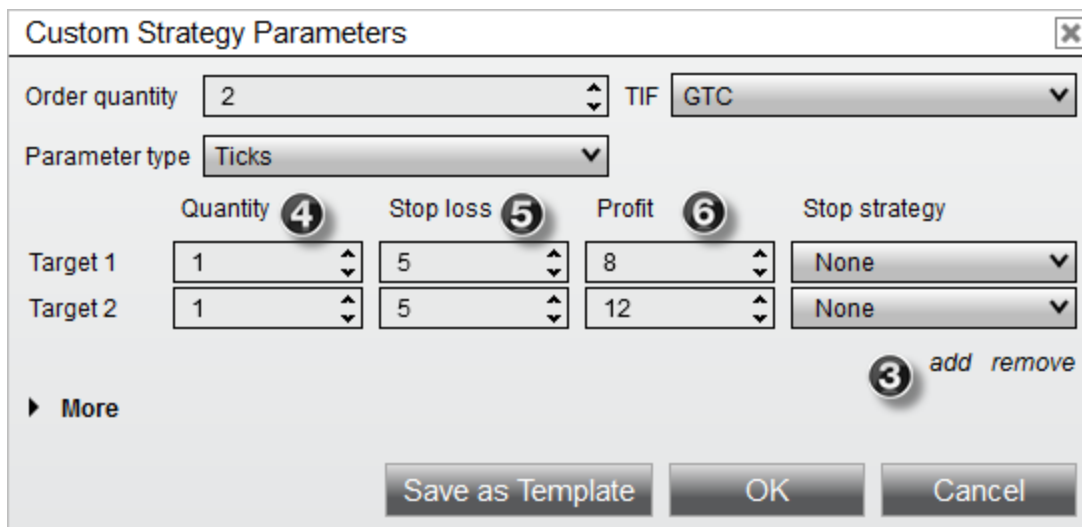 Custom Strategy Parameters
Order quantity 2 TIF GTC
Parameter type Ticks
Quantity 4 Stop loss 5 Profit 6 Stop strategy
Target 1 1 5 8 None
Target 2 1 5 12 None
3 add remove
More
Save as Template OK Cancel